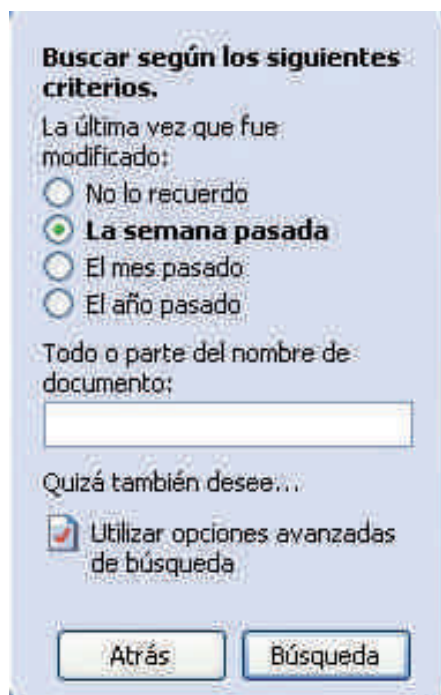 Buscar según los siguientes
criterios.
La última vez que fue
modificado:
No lo recuerdo
La semana pasada
El mes pasado
El año pasado
Todo o parte del nombre de
documento:
Quizá también desee...
Utilizar opciones avanzadas
de búsqueda
Atrás
Búsqueda